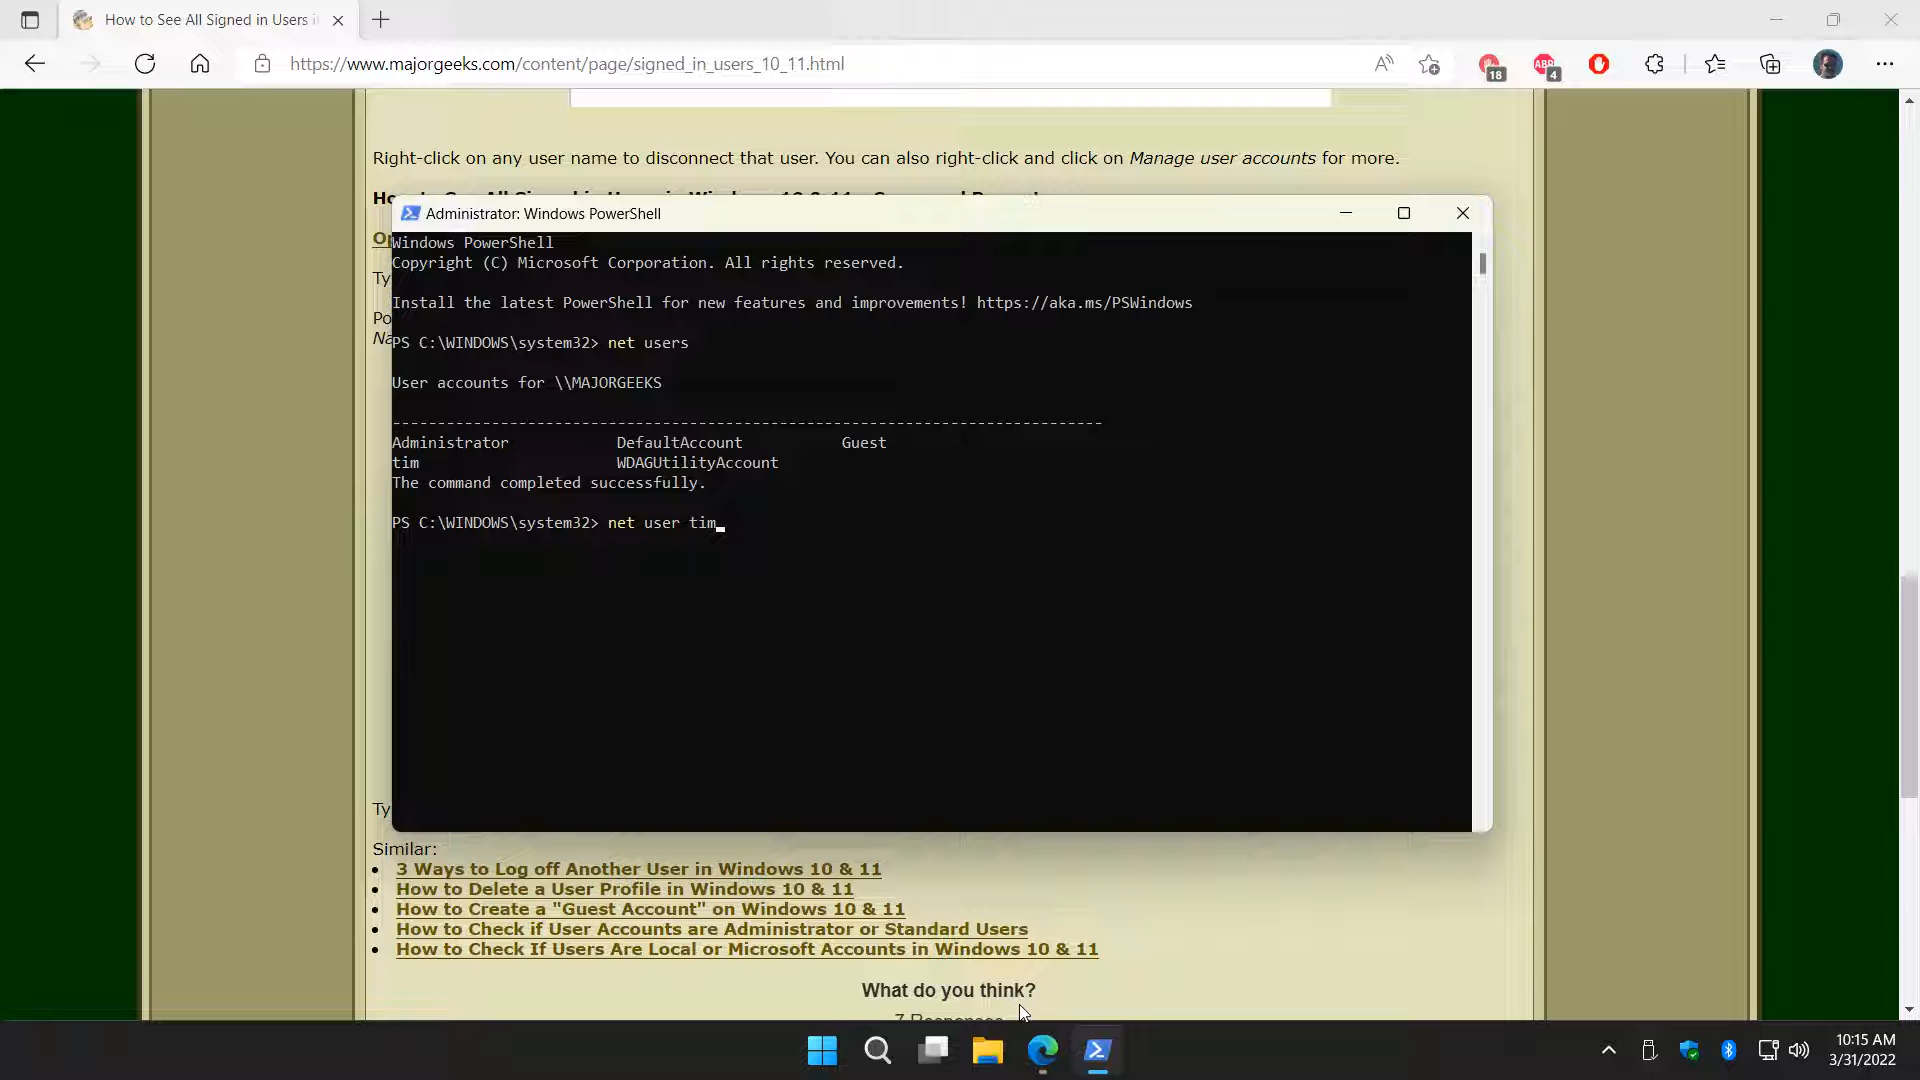 How to See All Signed in Users i
https://www.majorgeeks.com/content/page/signed_in_users_10_11.html
18
ABP
4
Right-click on any user name to disconnect that user. You can also right-click and click on Manage user accounts for more.
Administrator: Windows PowerShell
Windows PowerShell
Copyright (C) Microsoft Corporation. All rights reserved.
Install the latest PowerShell for new features and improvements! https://aka.ms/PSWindows
PS C:\WINDOWS\system32> net users
User accounts for \\MAJORGEEKS
-------------------------------------------------------------------------------
Administrator DefaultAccount Guest
tim WDAGUtilityAccount
The command completed successfully.
PS C:\WINDOWS\system32> net user tim
Ty
Similar:
3 Ways to Log off Another User in Windows 10 & 11
How to Delete a User Profile in Windows 10 & 11
How to Create a "Guest Account" on Windows 10 & 11
How to Check if User Accounts are Administrator or Standard Users
How to Check If Users Are Local or Microsoft Accounts in Windows 10 & 11
What do you think?
7 Responses
10:15 AM
3/31/2022